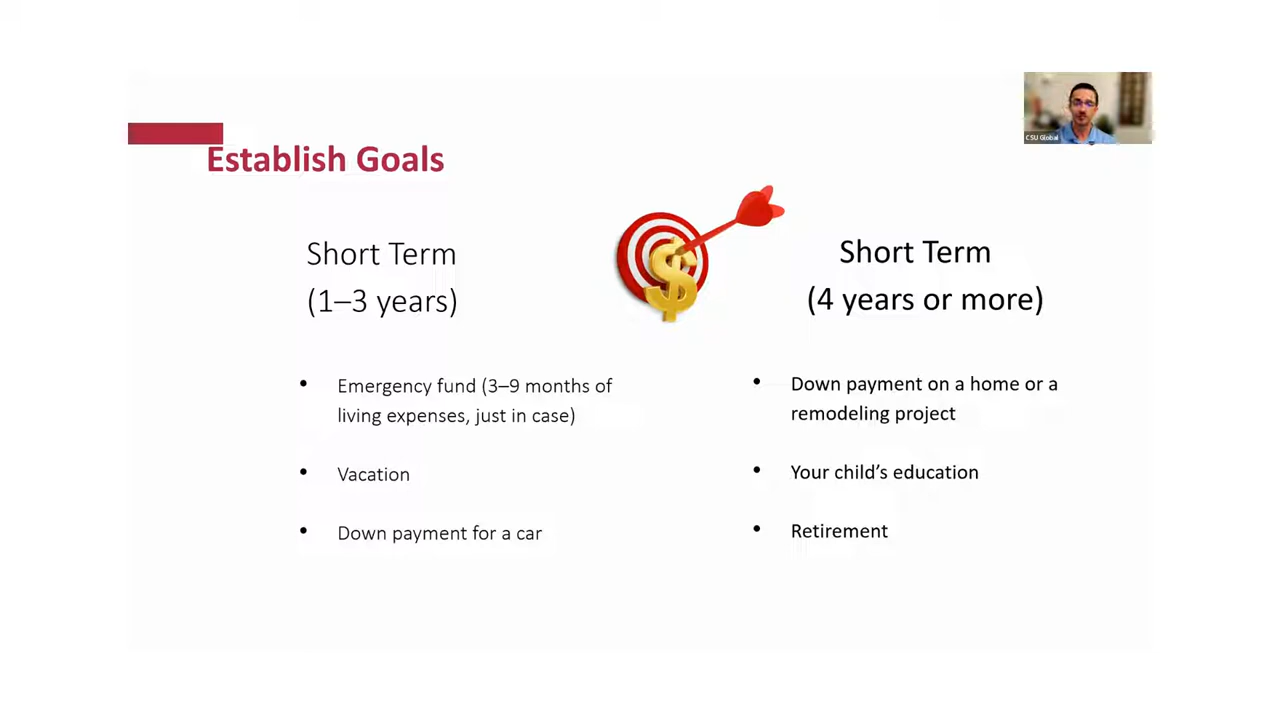 CSU Global
Establish Goals
Short Term
(1–3 years)
• Emergency fund (3–9 months of
living expenses, just in case)
• Vacation
• Down payment for a car
Short Term
(4 years or more)
• Down payment on a home or a
remodeling project
• Your child’s education
• Retirement